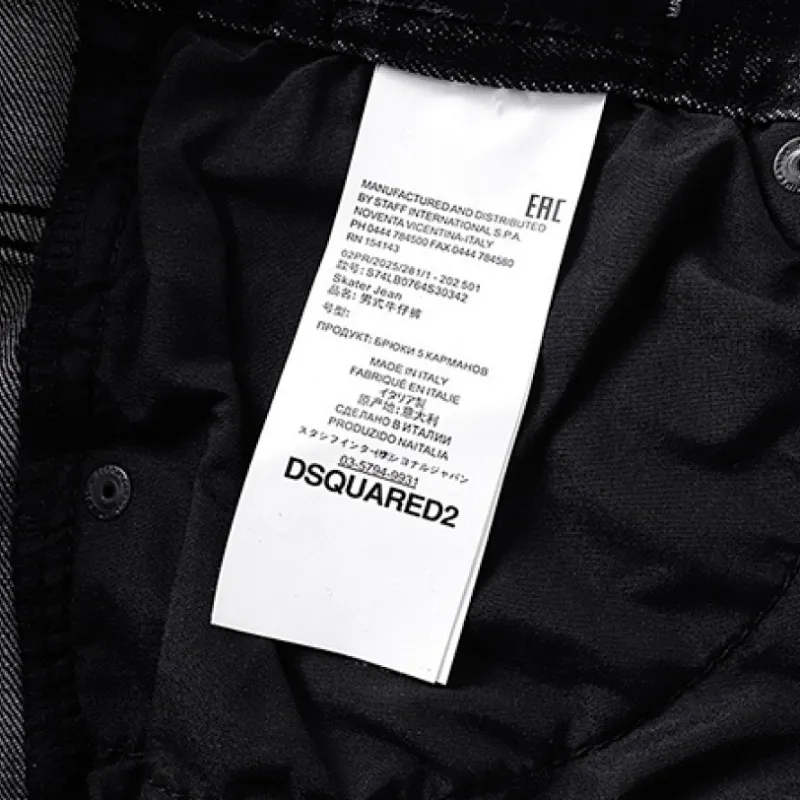 EAC
MANUFACTURED AND DISTRIBUTED
BY STAFF INTERNATIONAL S.P.A.
NOVENTA VICENTINA-ITALY
PH 0444 784500 FAX 0444 784580
RN 154143
02PR/2025/281/1 - 202 501
款号: S74LB0764S30342
Skater Jean
品名: 男式牛仔裤
号型:
ПРОДУКТ: БРЮКИ 5 КАРМАНОВ
MADE IN ITALY
FABRIQUÉ EN ITALIE
イタリア製
原产地: 意大利
СДЕЛАНО В ИТАЛИИ
PRODUZIDO NAITALIA
スタッフインターナショナルジャパン
03-5794-9931
DSQUARED2